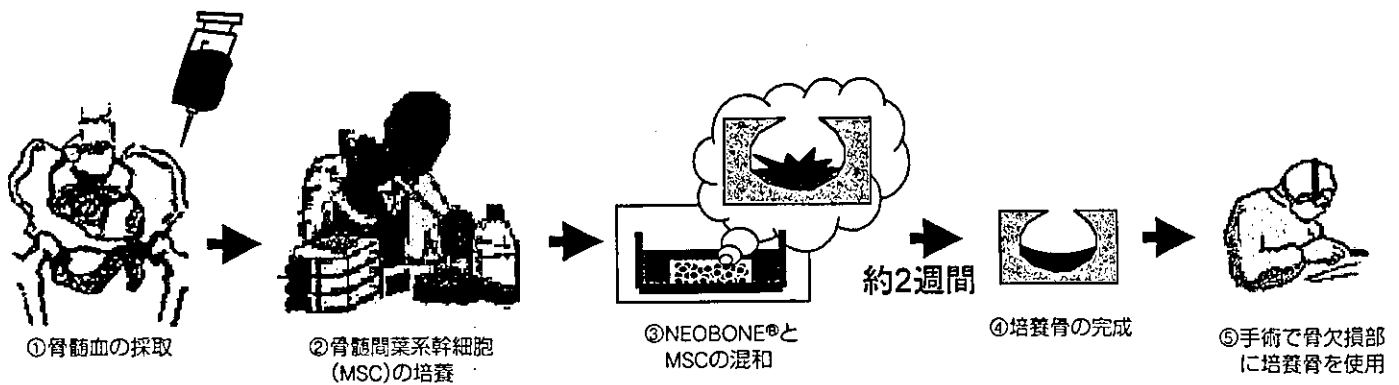 ①骨髄血の採取
②骨髄間葉系幹細胞
(MSC)の培養
③NEOBONE®と
MSCの混和
約2週間
④培養骨の完成
⑤手術で骨欠損部
に培養骨を使用